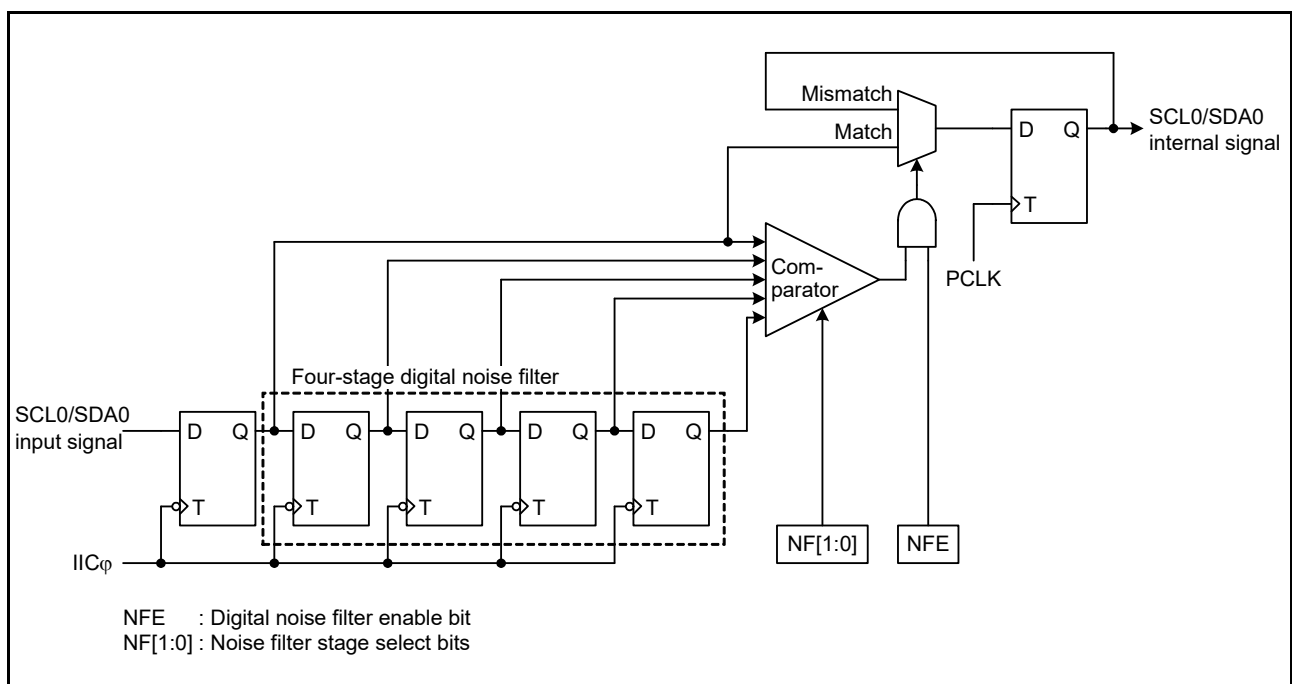 Mismatch
Match
D Q
T
SCL0/SDA0
internal signal
PCLK
Com-
parator
Four-stage digital noise filter
SCL0/SDA0
input signal
D Q D Q D Q D Q D Q
T T T T T
NF[1:0] NFE
IICφ
NFE : Digital noise filter enable bit
NF[1:0] : Noise filter stage select bits